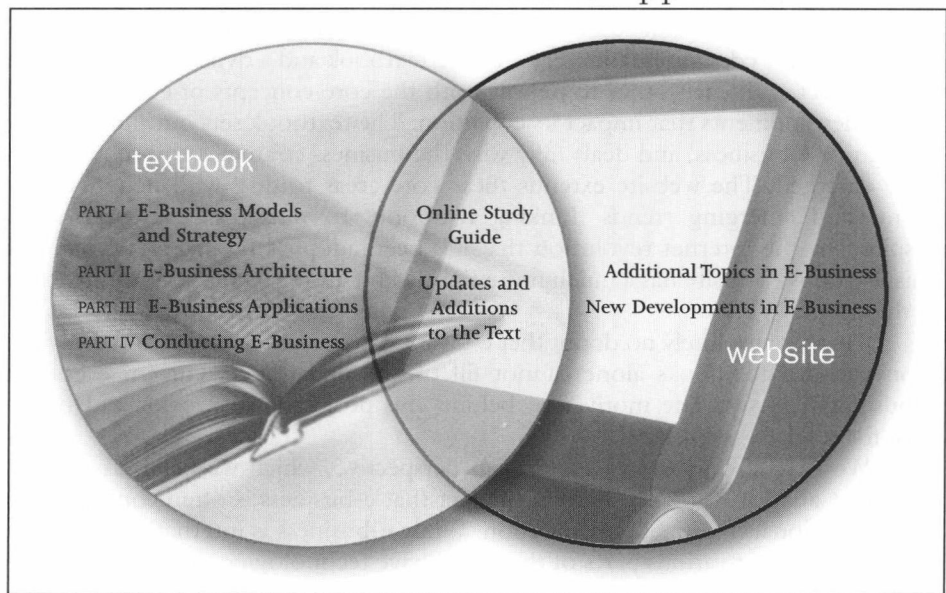 textbook
PART I E-Business Models
and Strategy
PART II E-Business Architecture
PART III E-Business Applications
PART IV Conducting E-Business
Online Study
Guide
Updates and
Additions
to the Text
Additional Topics in E-Business
New Developments in E-Business
website